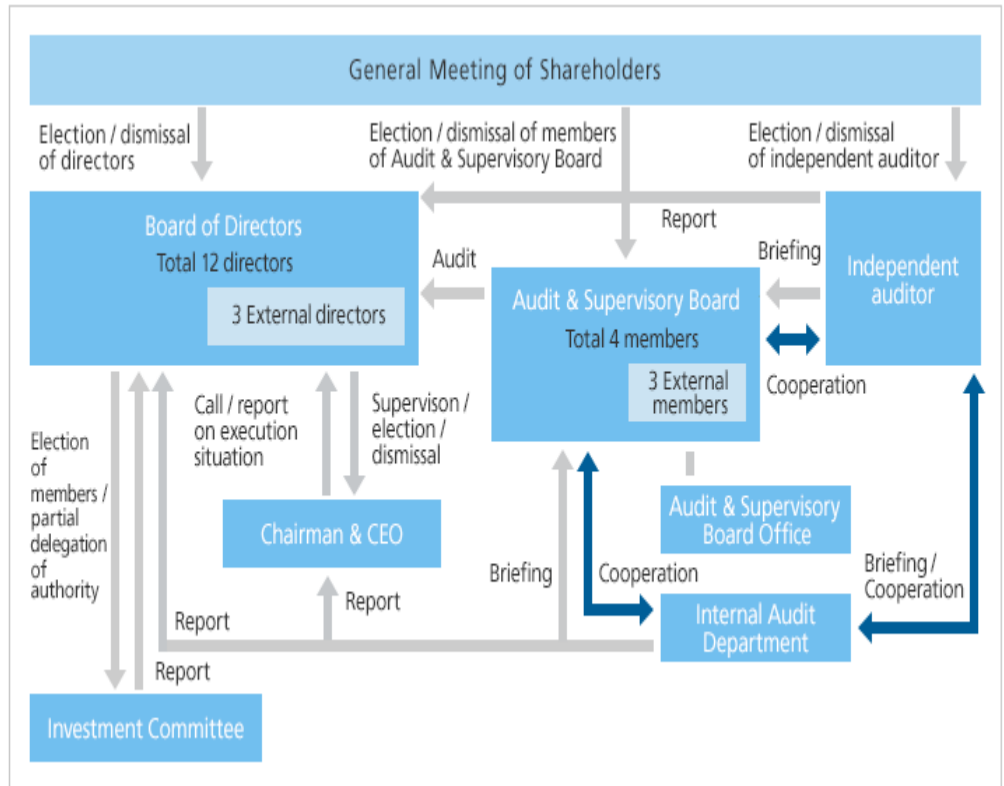 General Meeting of Shareholders
Election / dismissal
of directors
Election / dismissal of members
of Audit & Supervisory Board
Election / dismissal
of independent auditor
Board of Directors
Total 12 directors
3 External directors
Report
Audit
Briefing
Independent
auditor
Audit & Supervisory Board
Total 4 members
3 External
members
Cooperation
Election
of
members /
partial
delegation
of
authority
Call / report
on execution
situation
Supervison /
election /
dismissal
Chairman & CEO
Audit & Supervisory
Board Office
Briefing
Cooperation
Briefing /
Cooperation
Internal Audit
Department
Report
Report
Report
Investment Committee